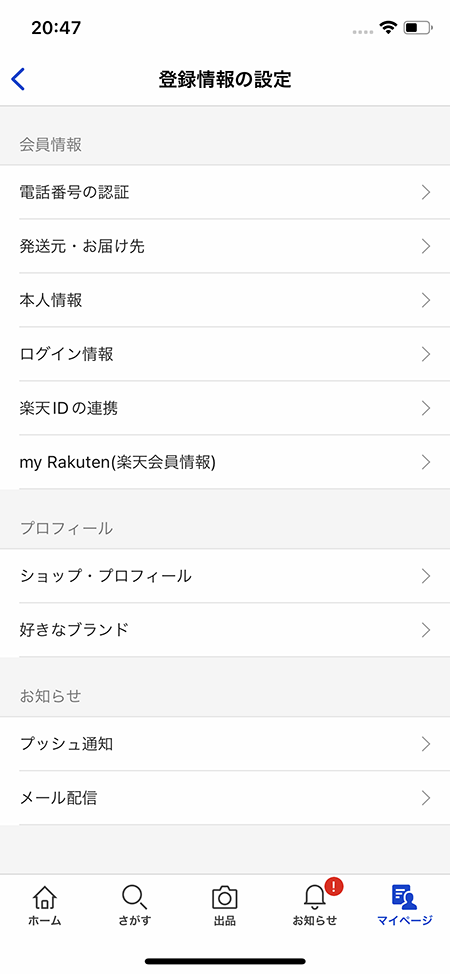 20:47
登録情報の設定
会員情報
電話番号の認証
発送元・お届け先
本人情報
ログイン情報
楽天IDの連携
my Rakuten(楽天会員情報)
プロフィール
ショップ・プロフィール
好きなブランド
お知らせ
プッシュ通知
メール配信
!
ホーム さがす 出品 お知らせ マイページ